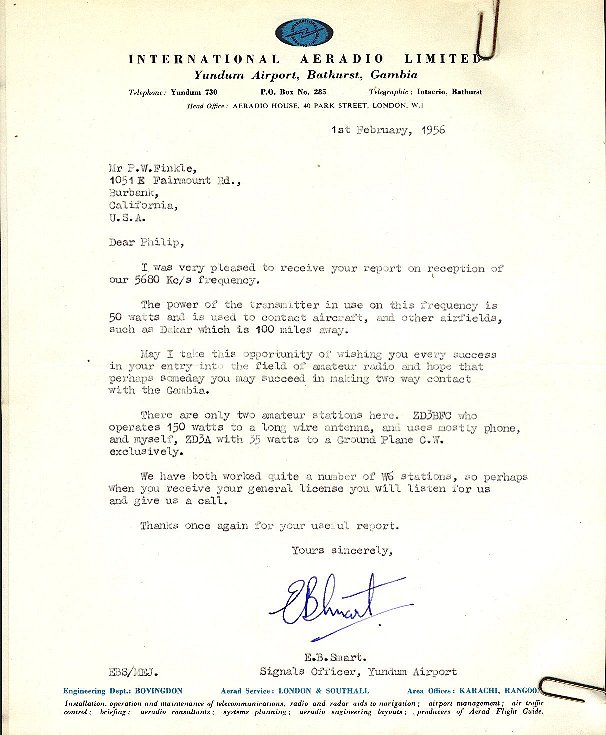 INTERNATIONAL AERADIO LIMITED
Yundum Airport, Bathurst, Gambia
Telephone: Yundum 730 P.O. Box No. 285 Telegraphic: Intaerio, Bathurst
Head Office: AERADIO HOUSE, 40 PARK STREET, LONDON, W.1
1st February, 1956
Mr P.W.Finkle,
1051 E Fairmount Rd.,
Burbank,
California,
U.S.A.
Dear Philip,
I was very pleased to receive your report on reception of
our 5680 Kc/s frequency.
The power of the transmitter in use on this frequency is
50 watts and is used to contact aircraft, and other airfields,
such as Dakar which is 100 miles away.
May I take this opportunity of wishing you every success
in your entry into the field of amateur radio and hope that
perhaps someday you may succeed in making two way contact
with the Gambia.
There are only two amateur stations here. ZD3BFC who
operates 150 watts to a long wire antenna, and uses mostly phone,
and myself, ZD3A with 35 watts to a Ground Plane C.W.
exclusively.
We have both worked quite a number of W6 stations, so perhaps
when you receive your general license you will listen for us
and give us a call.
Thanks once again for your useful report.
Yours sincerely,
EBSmart
E.B.Smart.
EBS/MEJ. Signals Officer, Yundum Airport
Engineering Dept.: BOVINGDON Aerad Service: LONDON & SOUTHALL Area Offices: KARACHI, RANGOON
Installation, operation and maintenance of telecommunications, radio and radar aids to navigation; airport management; air traffic
control; briefing; aeradio consultants; systems planning; aeradio engineering layouts; producers of Aerad Flight Guide.